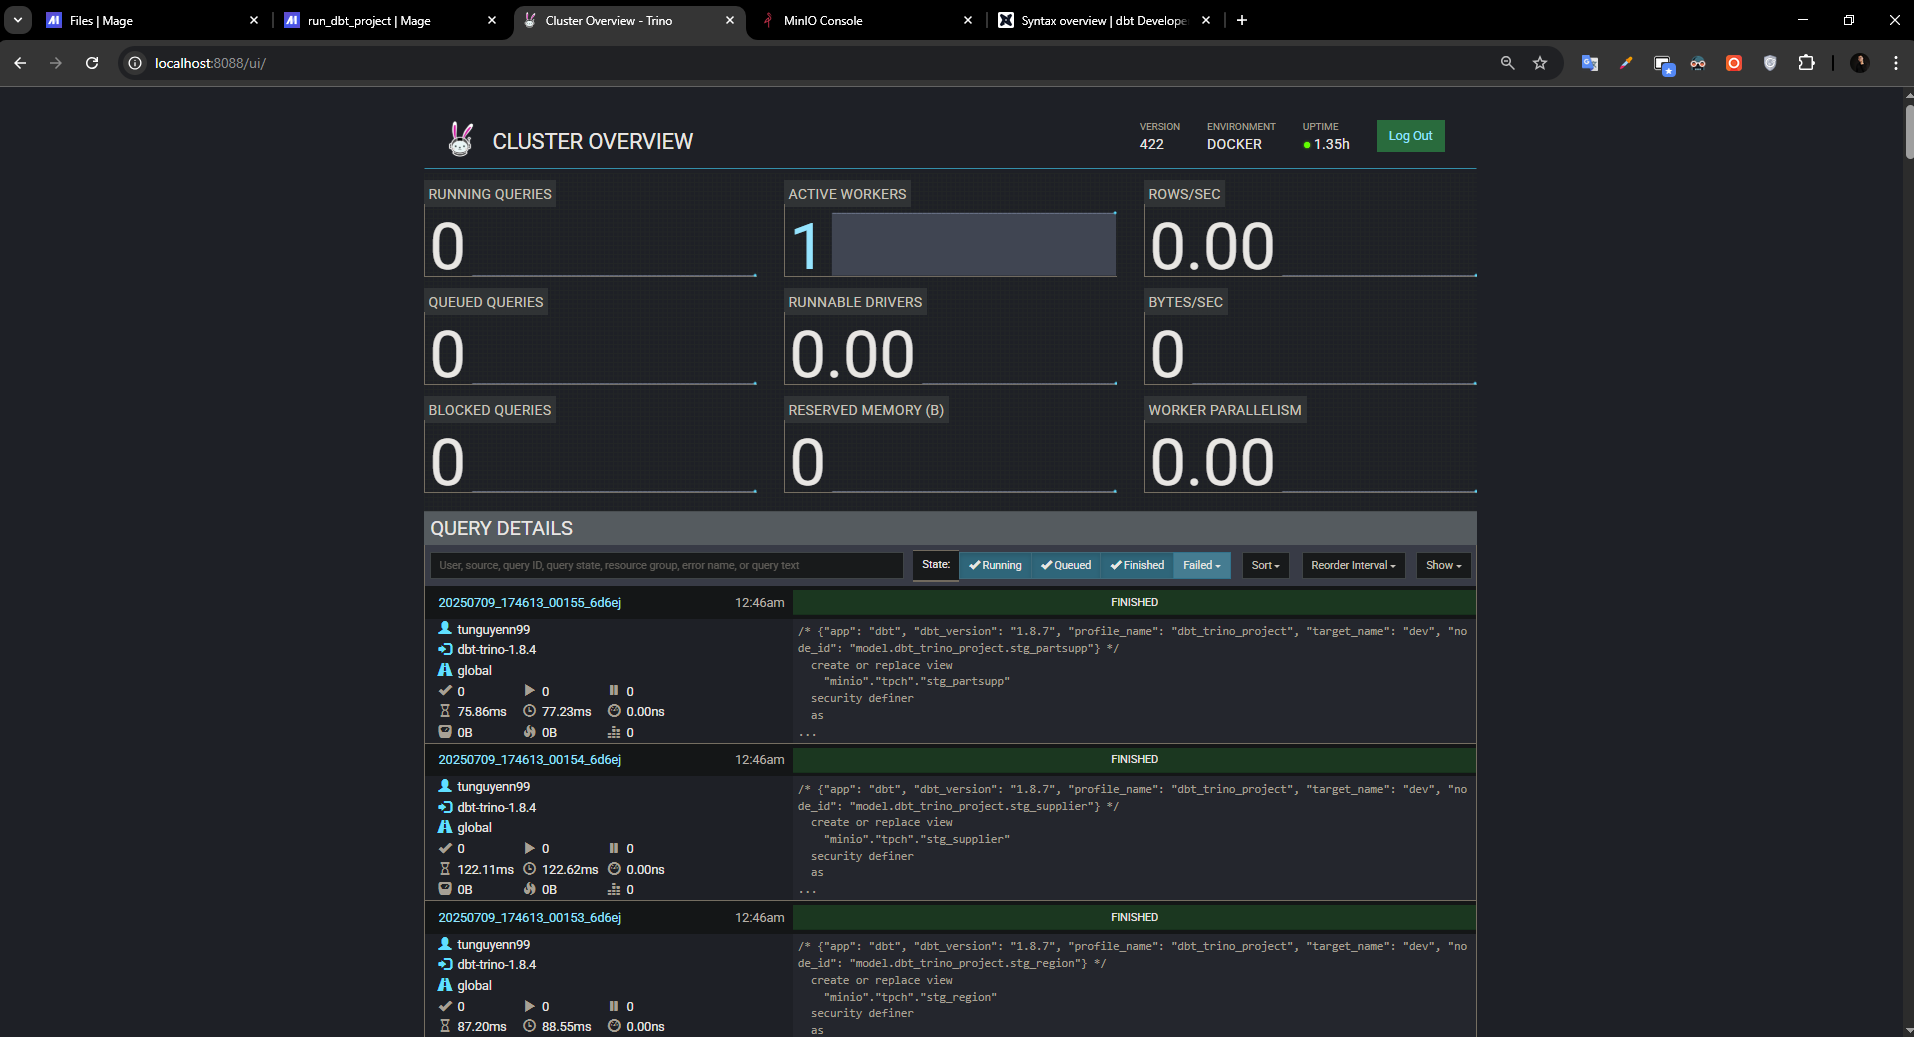 Files | Mage
run_dbt_project | Mage
Cluster Overview - Trino
MinIO Console
Syntax overview | dbt Develope
localhost:8088/ui/
CLUSTER OVERVIEW
VERSION
422
ENVIRONMENT
DOCKER
UPTIME
1.35h
Log Out
RUNNING QUERIES
0
ACTIVE WORKERS
1
ROWS/SEC
0.00
QUEUED QUERIES
0
RUNNABLE DRIVERS
0.00
BYTES/SEC
0
BLOCKED QUERIES
0
RESERVED MEMORY (B)
0
WORKER PARALLELISM
0.00
QUERY DETAILS
User, source, query ID, query state, resource group, error name, or query text
State:
Running
Queued
Finished
Failed
Sort
Reorder Interval
Show
20250709_174613_00155_6d6ej
12:46am
FINISHED
tunguyenn99
dbt-trino-1.8.4
global
0 0 0
75.86ms 77.23ms 0.00ns
0B 0B 0
/* {"app": "dbt", "dbt_version": "1.8.7", "profile_name": "dbt_trino_project", "target_name": "dev", "no
de_id": "model.dbt_trino_project.stg_partsupp"} */
create or replace view
"minio"."tpch"."stg_partsupp"
security definer
as
...
20250709_174613_00154_6d6ej
12:46am
FINISHED
tunguyenn99
dbt-trino-1.8.4
global
0 0 0
122.11ms 122.62ms 0.00ns
0B 0B 0
/* {"app": "dbt", "dbt_version": "1.8.7", "profile_name": "dbt_trino_project", "target_name": "dev", "no
de_id": "model.dbt_trino_project.stg_supplier"} */
create or replace view
"minio"."tpch"."stg_supplier"
security definer
as
...
20250709_174613_00153_6d6ej
12:46am
FINISHED
tunguyenn99
dbt-trino-1.8.4
global
0 0 0
87.20ms 88.55ms 0.00ns
/* {"app": "dbt", "dbt_version": "1.8.7", "profile_name": "dbt_trino_project", "target_name": "dev", "no
de_id": "model.dbt_trino_project.stg_region"} */
create or replace view
"minio"."tpch"."stg_region"
security definer
as